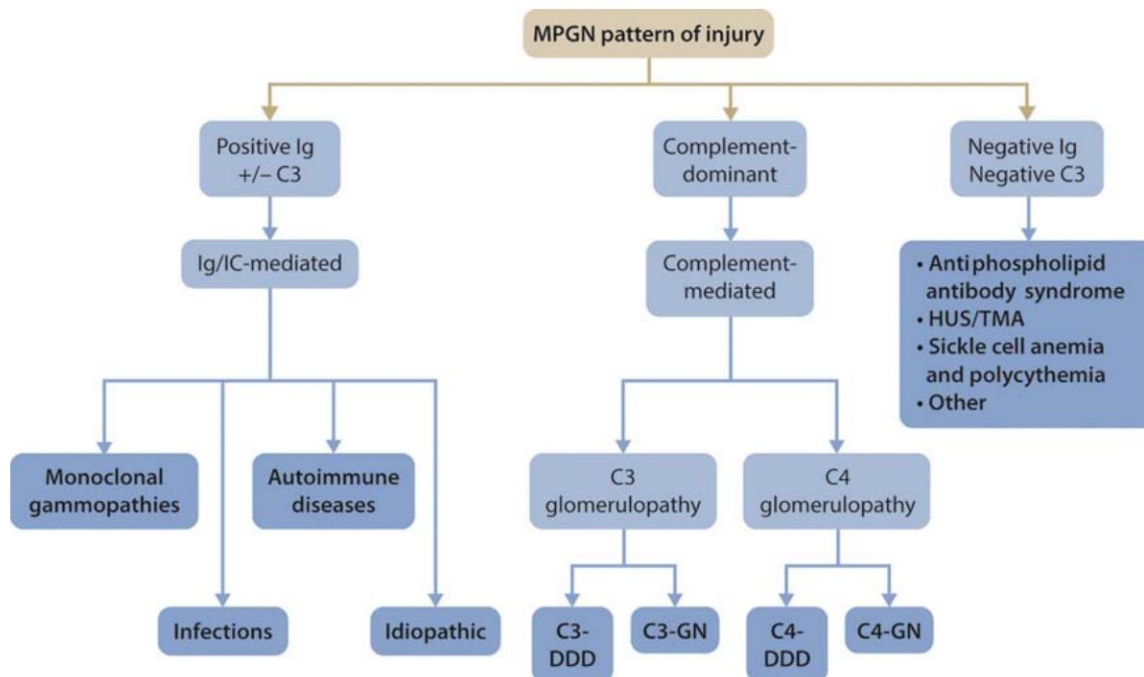 MPGN pattern of injury
Positive Ig
+/– C3
Complement-
dominant
Negative Ig
Negative C3
Ig/IC-mediated
Complement-
mediated
• Antiphospholipid
antibody syndrome
• HUS/TMA
• Sickle cell anemia
and polycythemia
• Other
Monoclonal
gammopathies
Autoimmune
diseases
C3
glomerulopathy
C4
glomerulopathy
Infections
Idiopathic
C3-
DDD
C3-GN
C4-
DDD
C4-GN